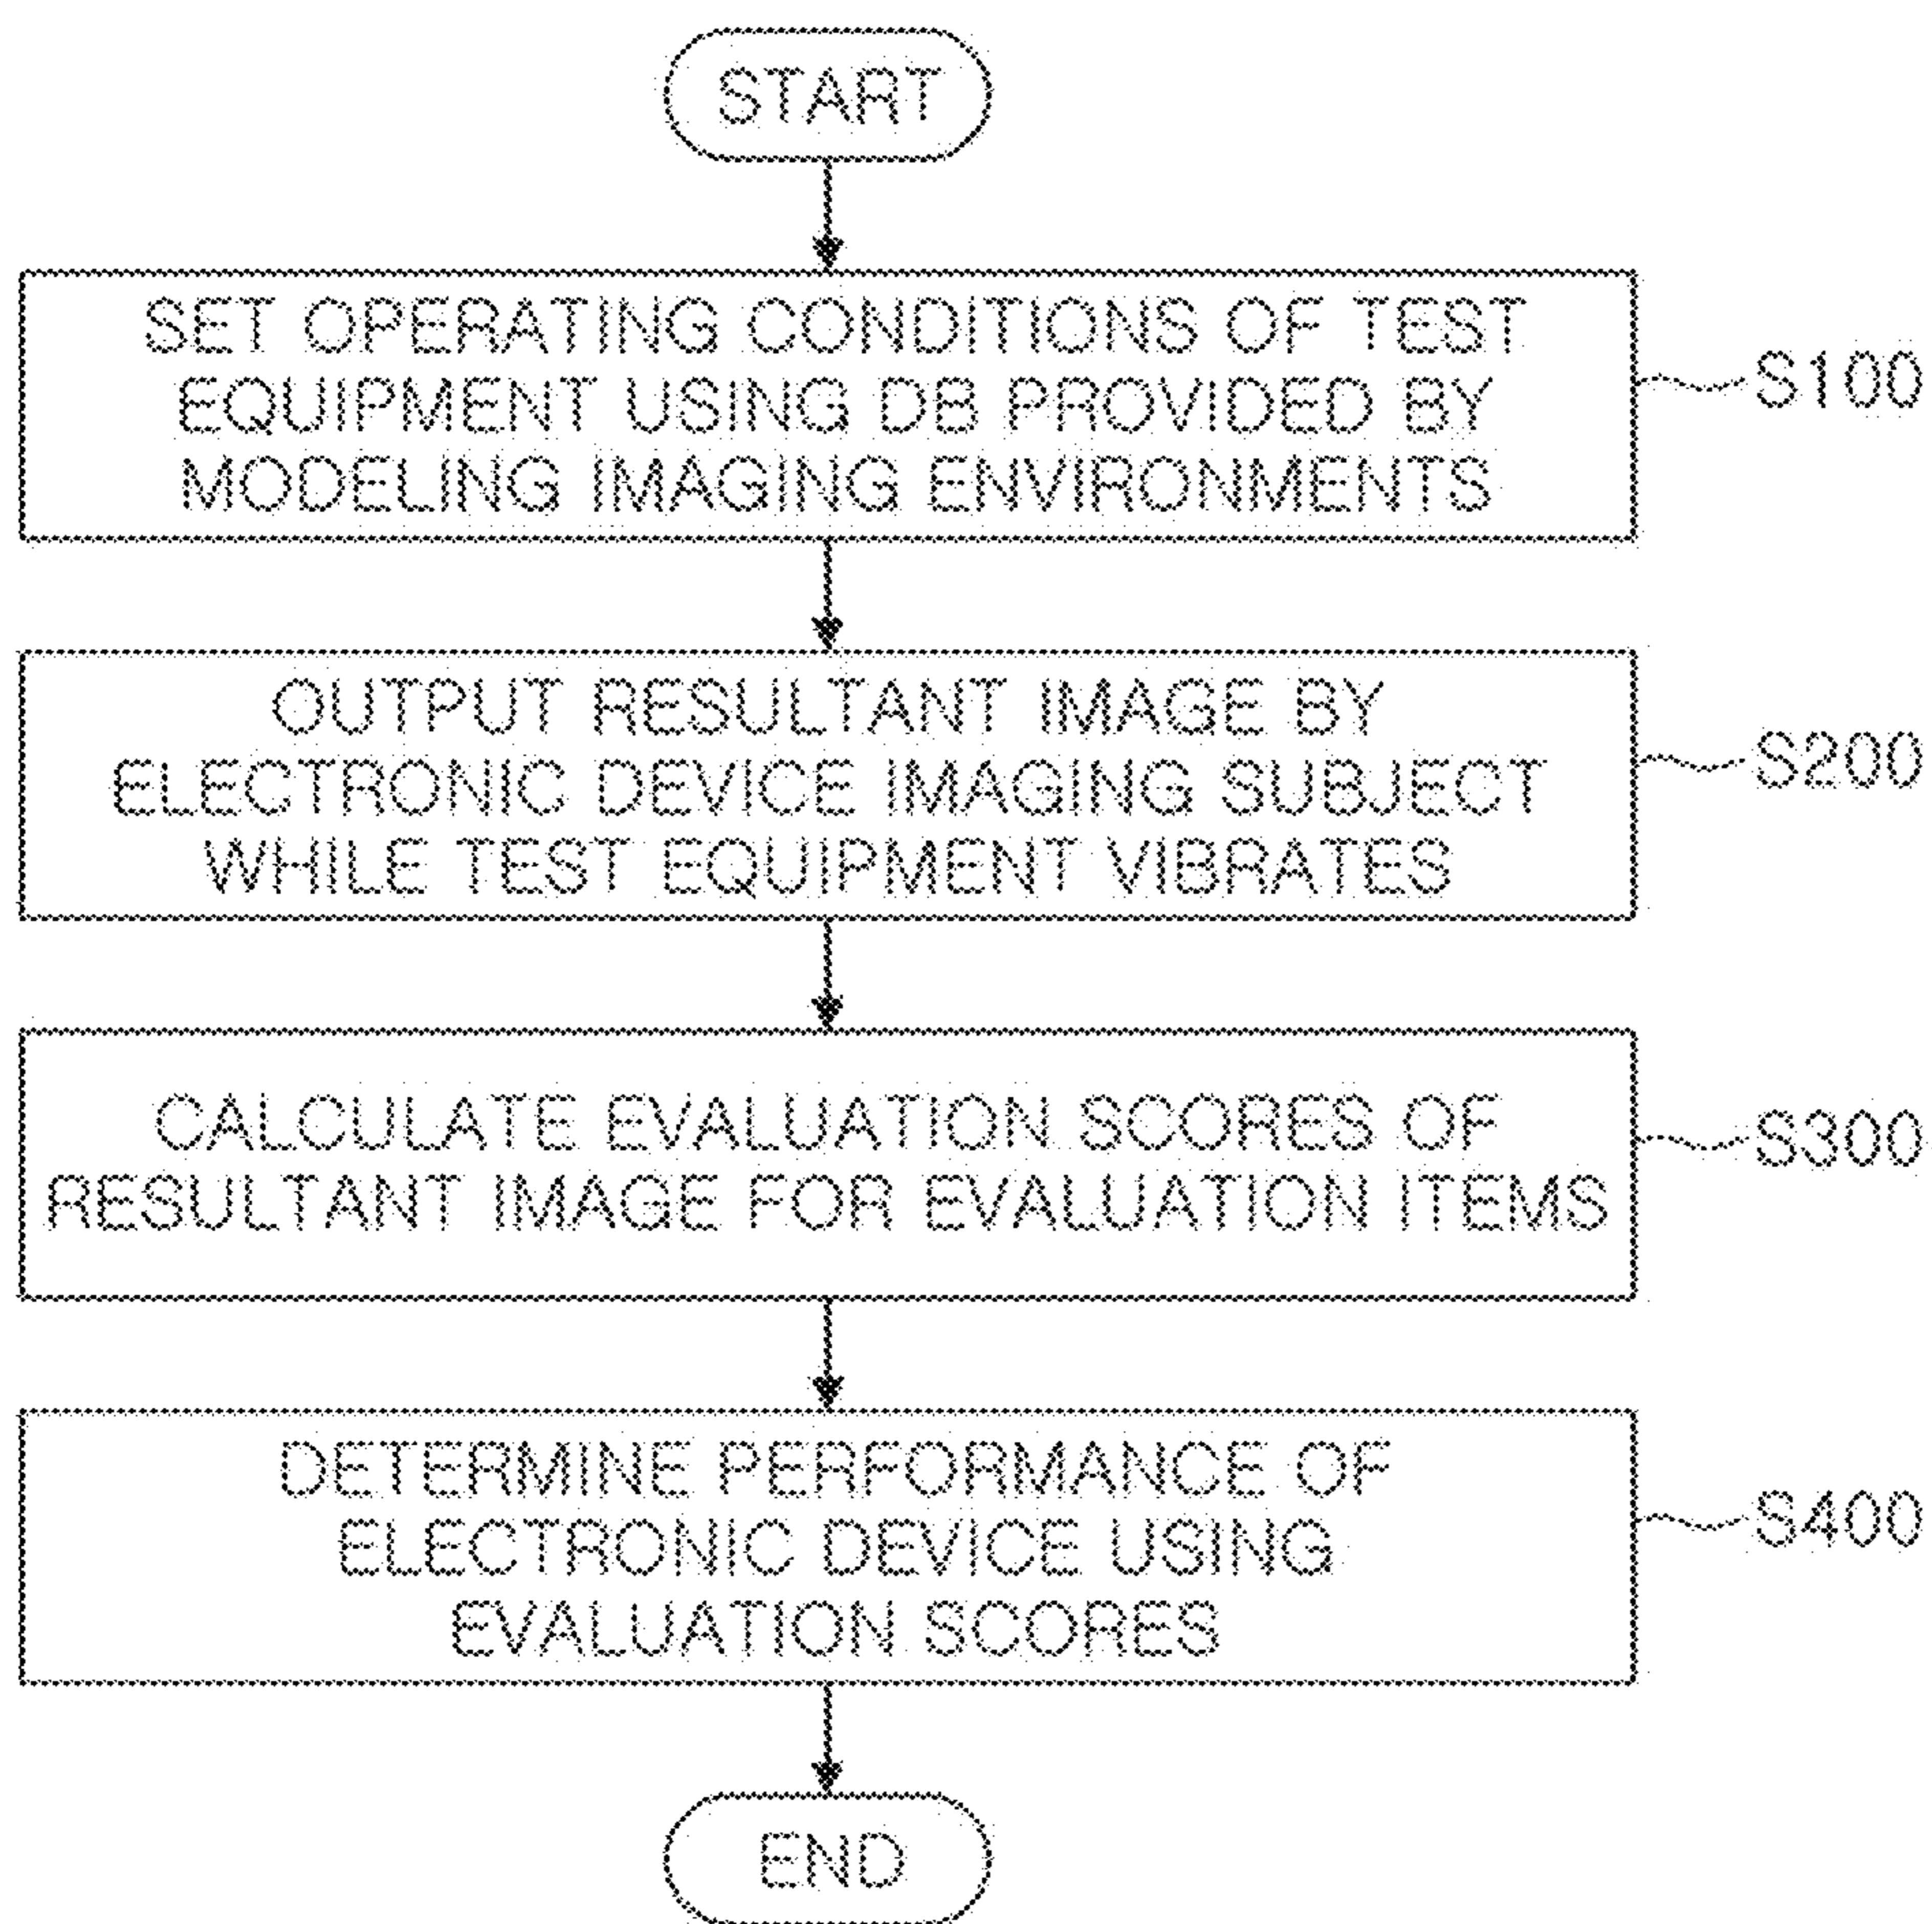 START
SET OPERATING CONDITIONS OF TEST
EQUIPMENT USING DB PROVIDED BY
MODELING IMAGING ENVIRONMENTS
S100
OUTPUT RESULTANT IMAGE BY
ELECTRONIC DEVICE IMAGING SUBJECT
WHILE TEST EQUIPMENT VIBRATES
S200
CALCULATE EVALUATION SCORES OF
RESULTANT IMAGE FOR EVALUATION ITEMS
S300
DETERMINE PERFORMANCE OF
ELECTRONIC DEVICE USING
EVALUATION SCORES
S400
END